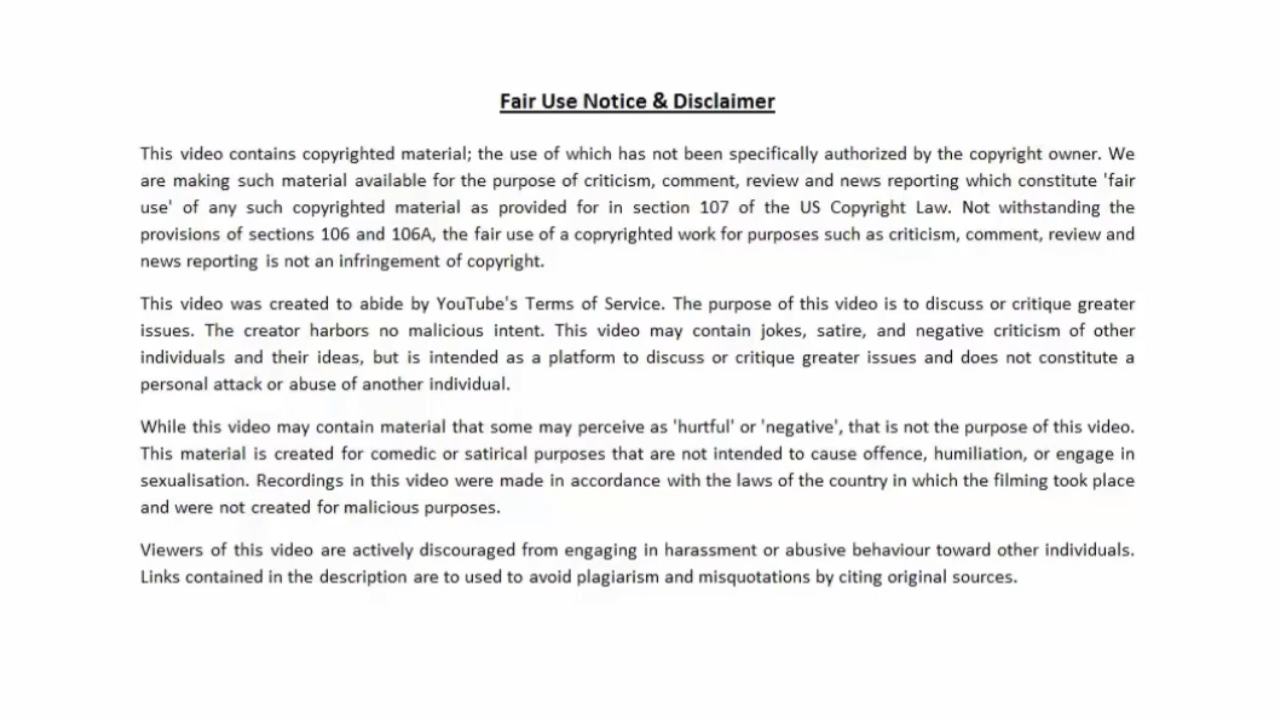 Fair Use Notice & Disclaimer
This video contains copyrighted material; the use of which has not been specifically authorized by the copyright owner. We
are making such material available for the purpose of criticism, comment, review and news reporting which constitute 'fair
use' of any such copyrighted material as provided for in section 107 of the US Copyright Law. Not withstanding the
provisions of sections 106 and 106A, the fair use of a copryrighted work for purposes such as criticism, comment, review and
news reporting is not an infringement of copyright.
This video was created to abide by YouTube's Terms of Service. The purpose of this video is to discuss or critique greater
issues. The creator harbors no malicious intent. This video may contain jokes, satire, and negative criticism of other
individuals and their ideas, but is intended as a platform to discuss or critique greater issues and does not constitute a
personal attack or abuse of another individual.
While this video may contain material that some may perceive as 'hurtful' or 'negative', that is not the purpose of this video.
This material is created for comedic or satirical purposes that are not intended to cause offence, humiliation, or engage in
sexualisation. Recordings in this video were made in accordance with the laws of the country in which the filming took place
and were not created for malicious purposes.
Viewers of this video are actively discouraged from engaging in harassment or abusive behaviour toward other individuals.
Links contained in the description are to used to avoid plagiarism and misquotations by citing original sources.